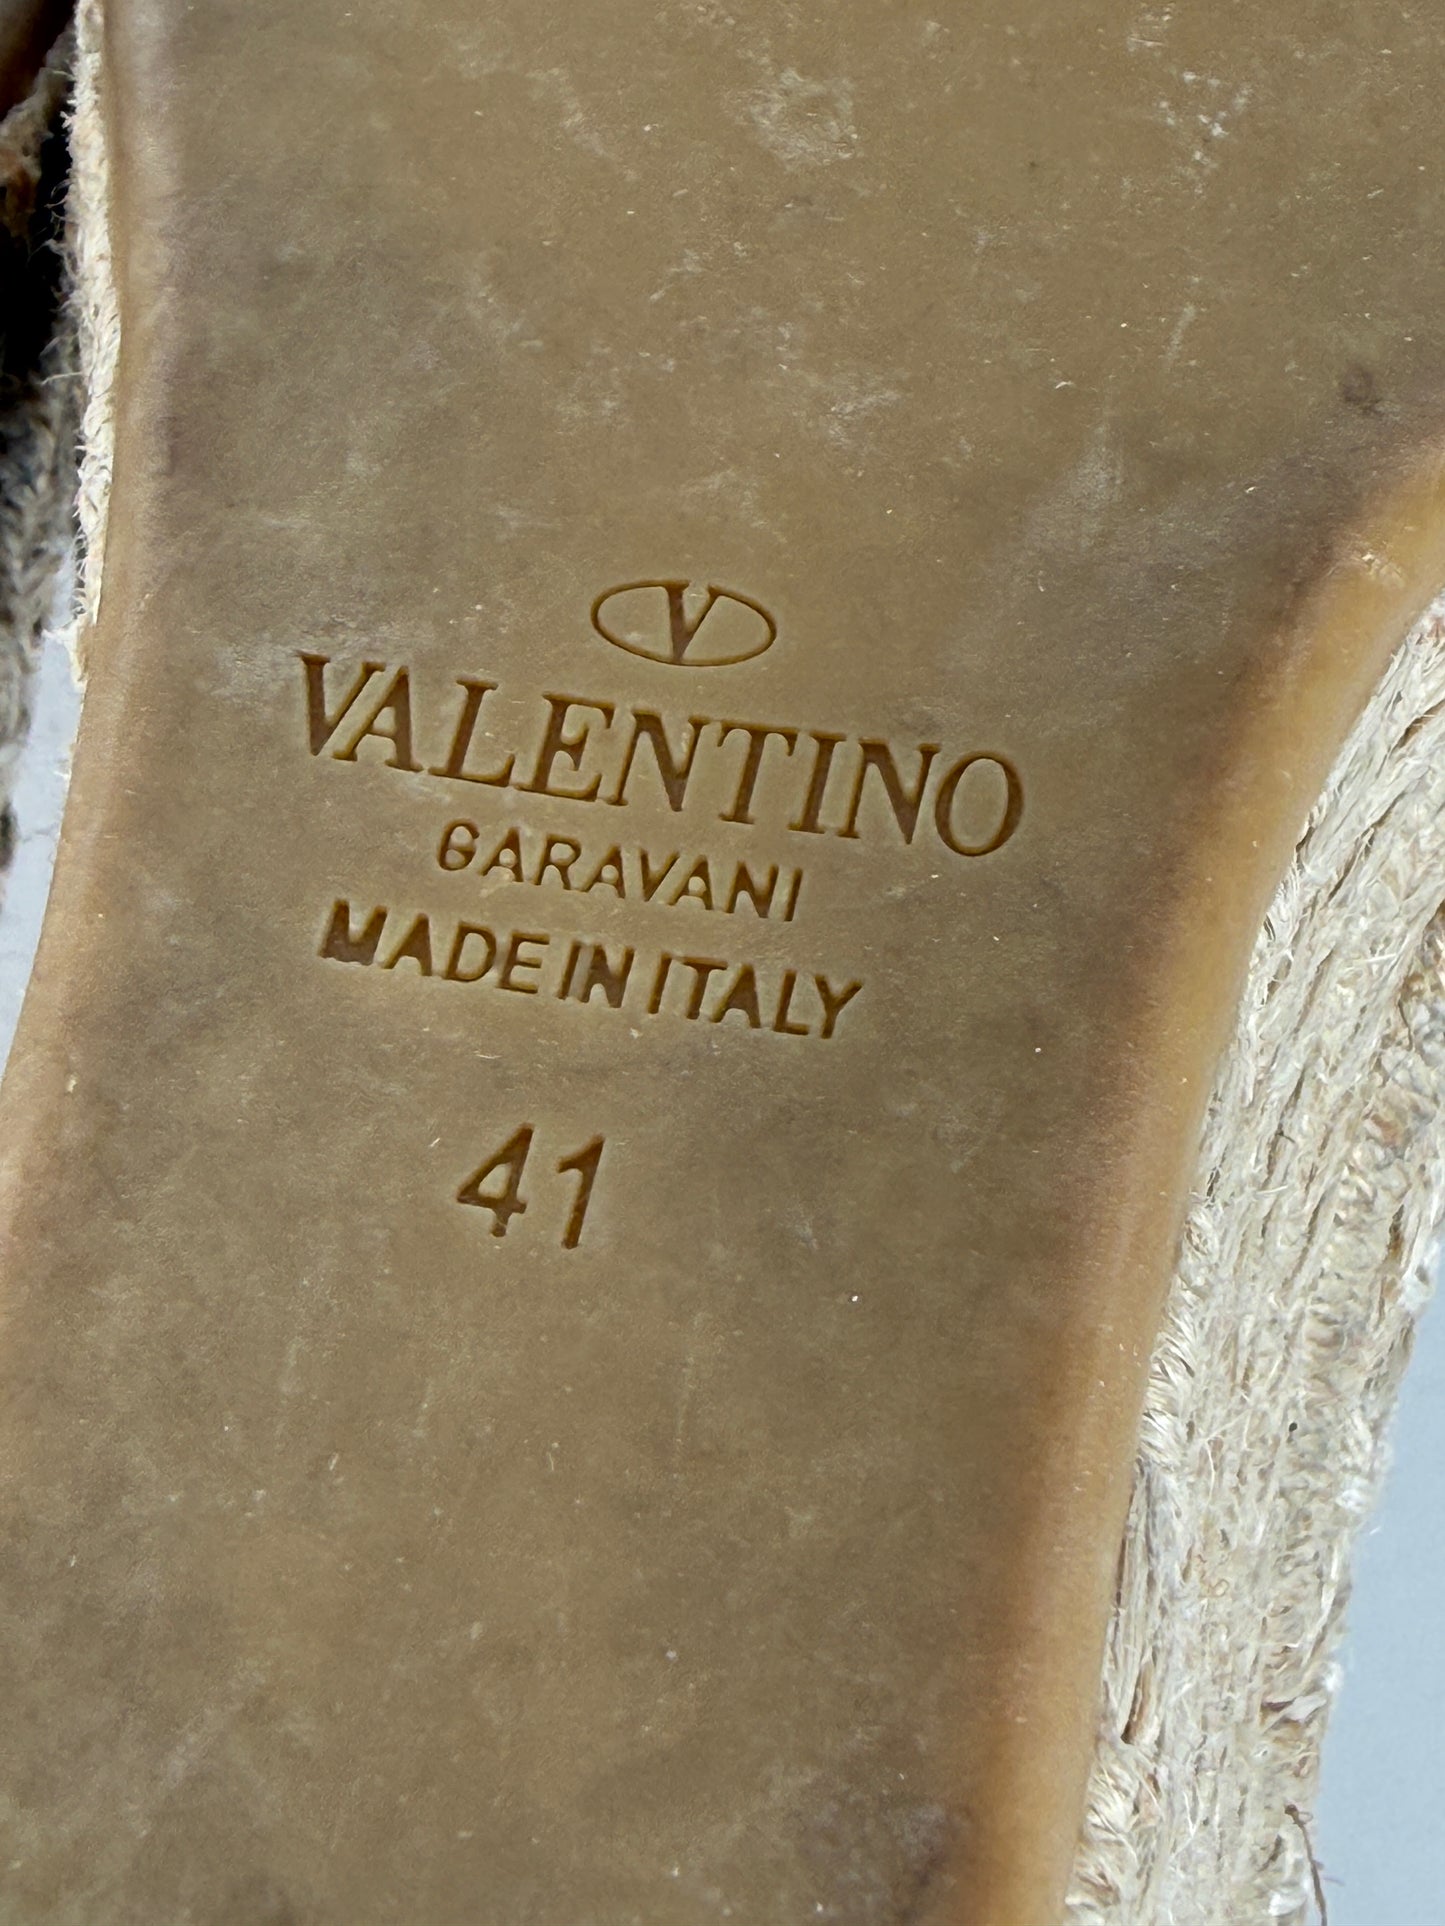 V
VALENTINO
GARAVANI
MADE IN ITALY
41